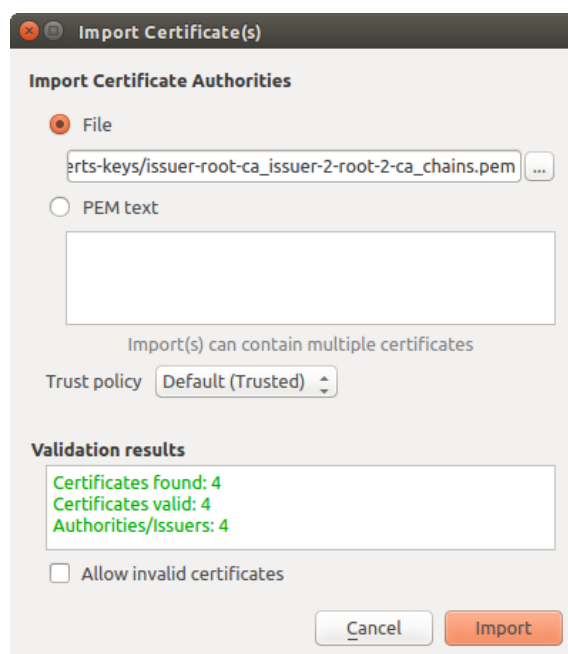 Import Certificate(s)
Import Certificate Authorities
File
erts-keys/issuer-root-ca_issuer-2-root-2-ca_chains.pem ...
PEM text
Import(s) can contain multiple certificates
Trust policy Default (Trusted)
Validation results
Certificates found: 4
Certificates valid: 4
Authorities/Issuers: 4
Allow invalid certificates
Cancel Import